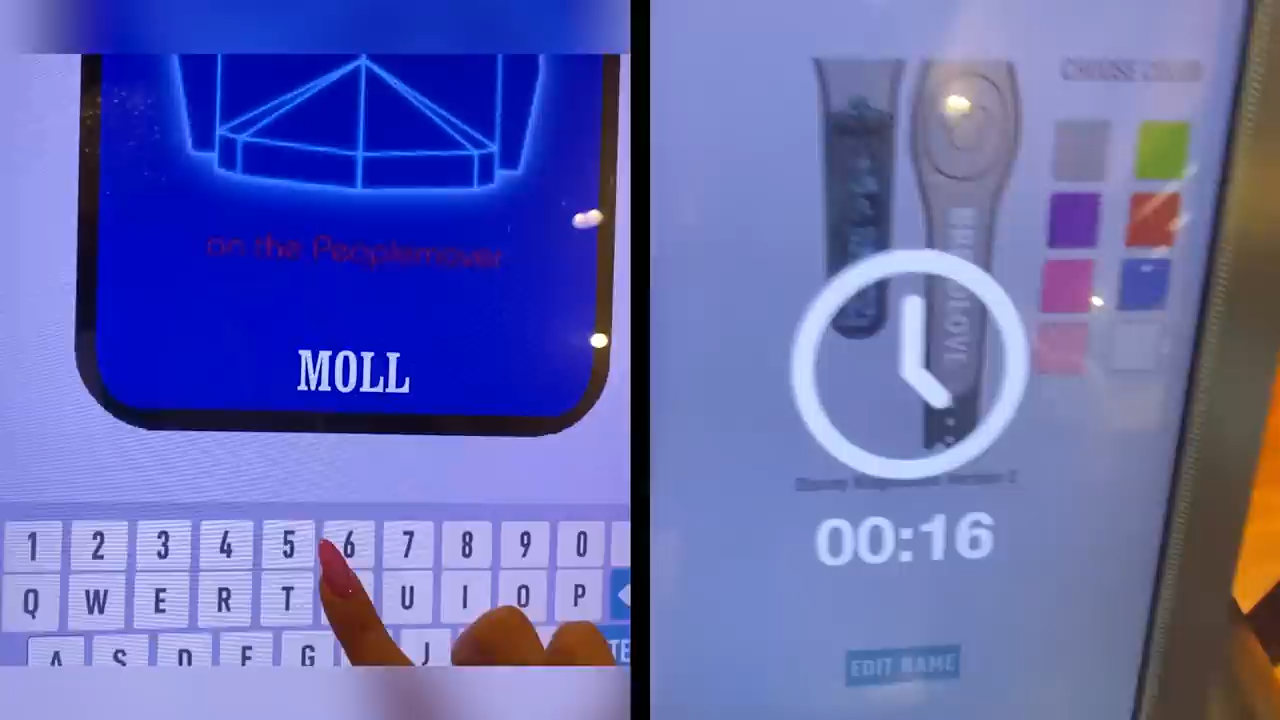 on the Peoplemover
MOLL
1 2 3 4 5 6 7 8 9 0
Q W E R T U I O P
A S D F G J
CHOOSE COLOR
00:16
EDIT NAME